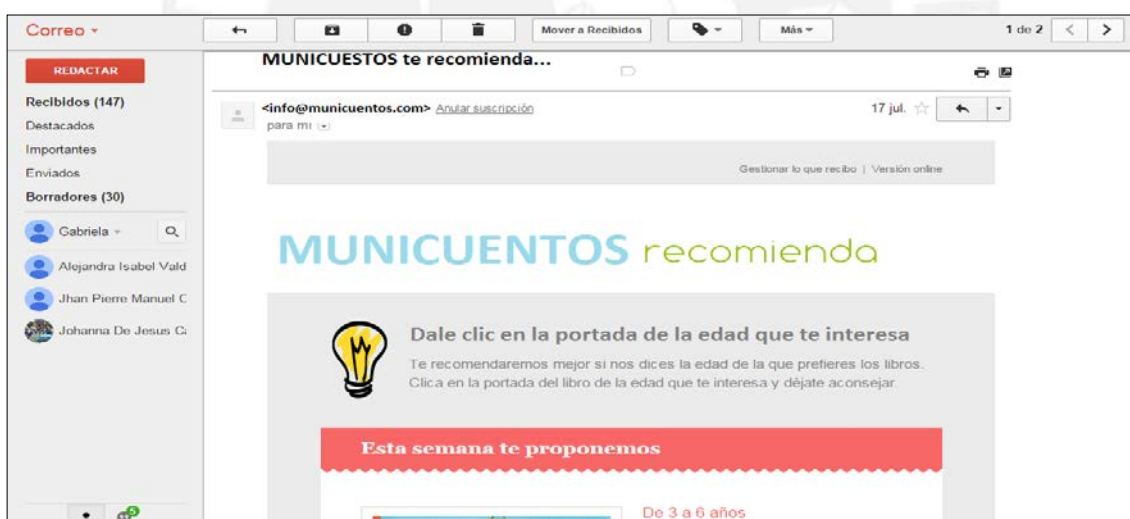 Correo
Mover a Recibidos
Más
1 de 2
REDACTAR
Recibidos (147)
Destacados
Importantes
Enviados
Borradores (30)
Gabriela
Alejandra Isabel Vald
Jhan Pierre Manuel C
Johanna De Jesus
5
MUNICUESTOS te recomienda...
<info@municuentos.com> Anular suscripción
17 jul.
para mi
Gestionar lo que recibo | Versión online
MUNICUENTOS recomienda
Dale clic en la portada de la edad que te interesa
Te recomendaremos mejor si nos dices la edad de la que prefieres los libros.
Clica en la portada del libro de la edad que te interesa y déjate aconsejar.
Esta semana te proponemos
De 3 a 6 años